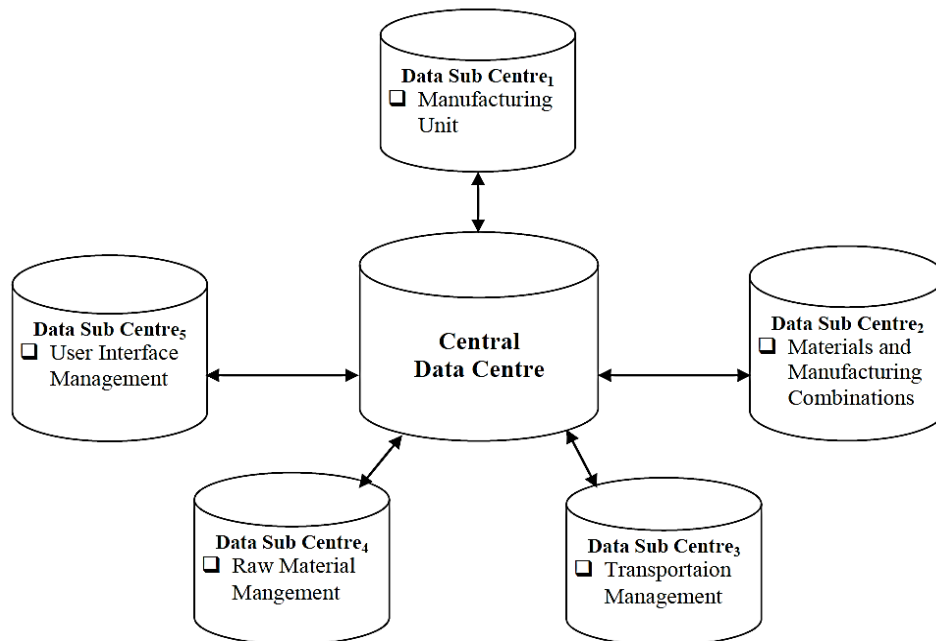 Data Sub Centre₁
❑ Manufacturing
Unit
Central
Data Centre
Data Sub Centre₅
❑ User Interface
Management
Data Sub Centre₂
❑ Materials and
Manufacturing
Combinations
Data Sub Centre₄
❑ Raw Material
Mangement
Data Sub Centre₃
❑ Transportaion
Management